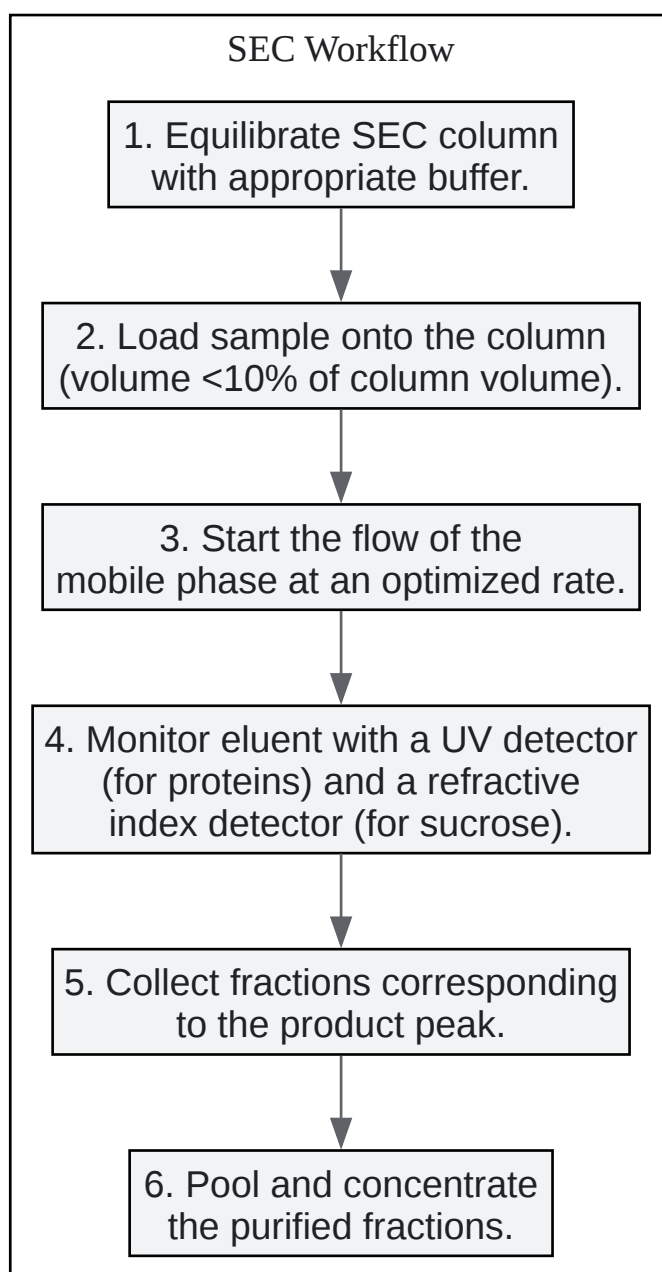 SEC Workflow
1. Equilibrate SEC column
with appropriate buffer.
2. Load sample onto the column
(volume <10% of column volume).
3. Start the flow of the
mobile phase at an optimized rate.
4. Monitor eluent with a UV detector
(for proteins) and a refractive
index detector (for sucrose).
5. Collect fractions corresponding
to the product peak.
6. Pool and concentrate
the purified fractions.